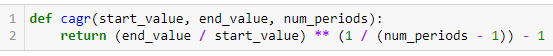 1 def cagr(start_value, end_value, num_periods):
2     return (end_value / start_value) ** (1 / (num_periods - 1)) - 1